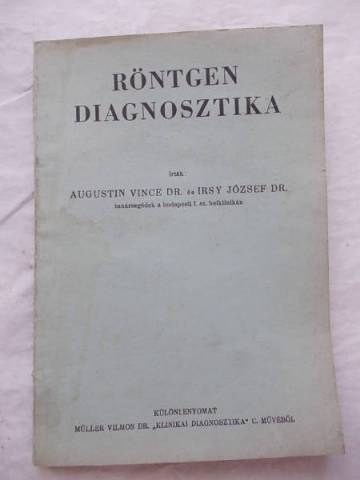 RÖNTGEN
DIAGNOSZTIKA
írták
AUGUSTIN VINCE DR. és IRSY JÓZSEF DR.
tanársegédek a budapesti I. sz. belklinikán
KÜLÖNLENYOMAT
MÜLLER VILMOS DR. „KLINIKAI DIAGNOSZTIKA" C. MŰVÉBŐL